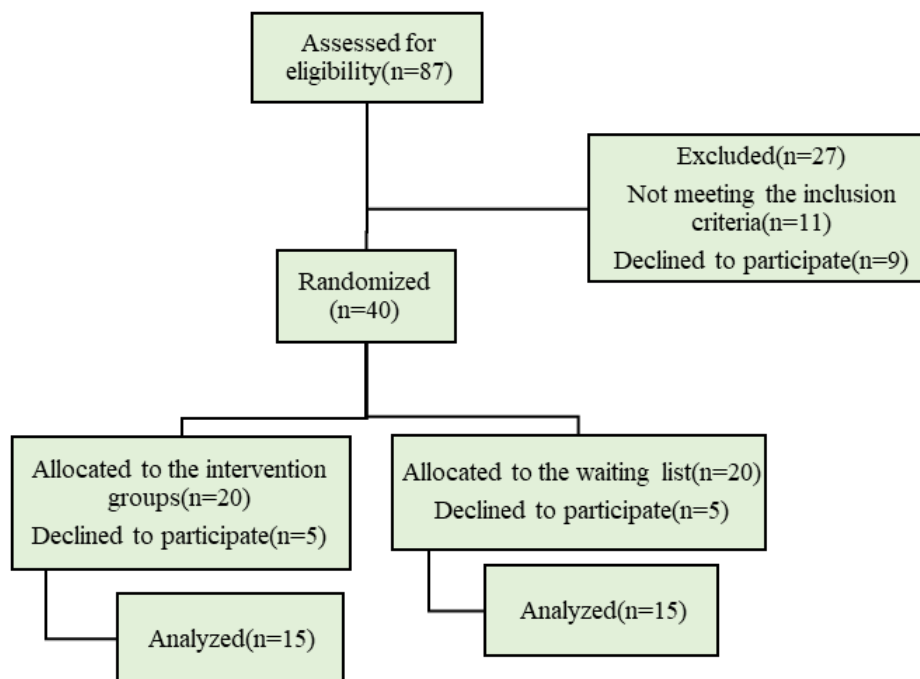 Assessed for
eligibility(n=87)
Excluded(n=27)
Not meeting the inclusion
criteria(n=11)
Declined to participate(n=9)
Randomized
(n=40)
Allocated to the intervention
groups(n=20)
Declined to participate(n=5)
Allocated to the waiting list(n=20)
Declined to participate(n=5)
Analyzed(n=15)
Analyzed(n=15)